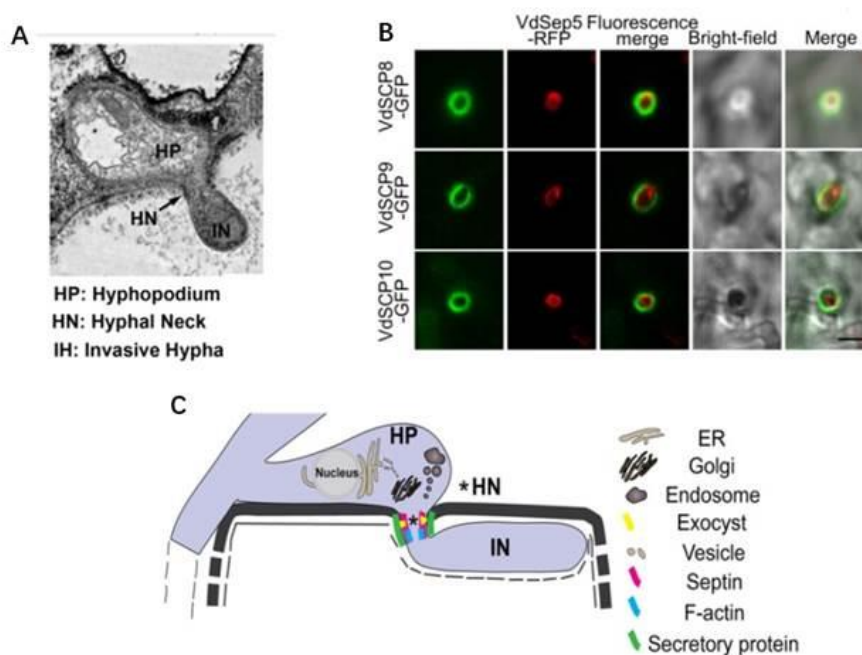 A
HP
HN
IN
HP: Hyphopodium
HN: Hyphal Neck
IH: Invasive Hypha
B
VdSep5 Fluorescence
-RFP merge Bright-field Merge
VdSCP8
-GFP
VdSCP9
-GFP
VdSCP10
-GFP
C
HP
Nucleus
*HN
*
IN
ER
Golgi
Endosome
Exocyst
Vesicle
Septin
F-actin
Secretory protein